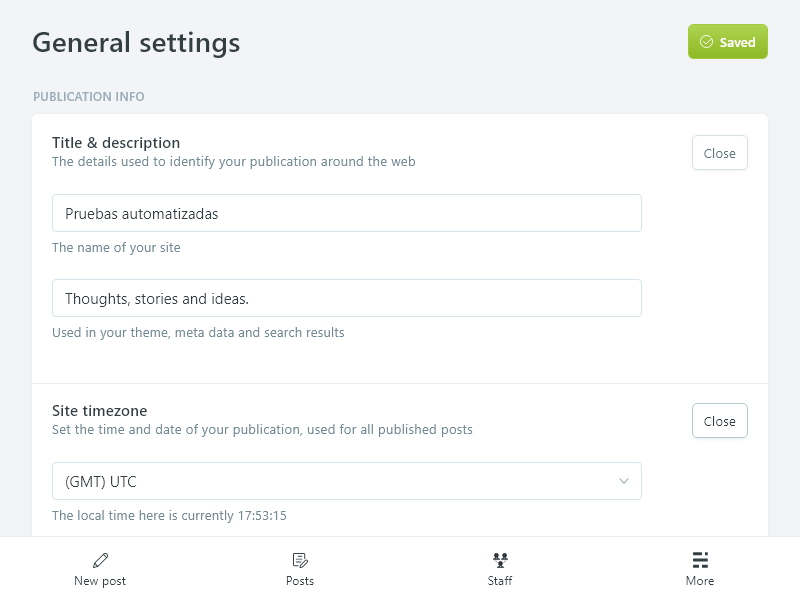 General settings
Saved
PUBLICATION INFO
Title & description
The details used to identify your publication around the web
Close
Pruebas automatizadas
The name of your site
Thoughts, stories and ideas.
Used in your theme, meta data and search results
Site timezone
Set the time and date of your publication, used for all published posts
Close
(GMT) UTC
The local time here is currently 17:53:15
New post
Posts
Staff
More